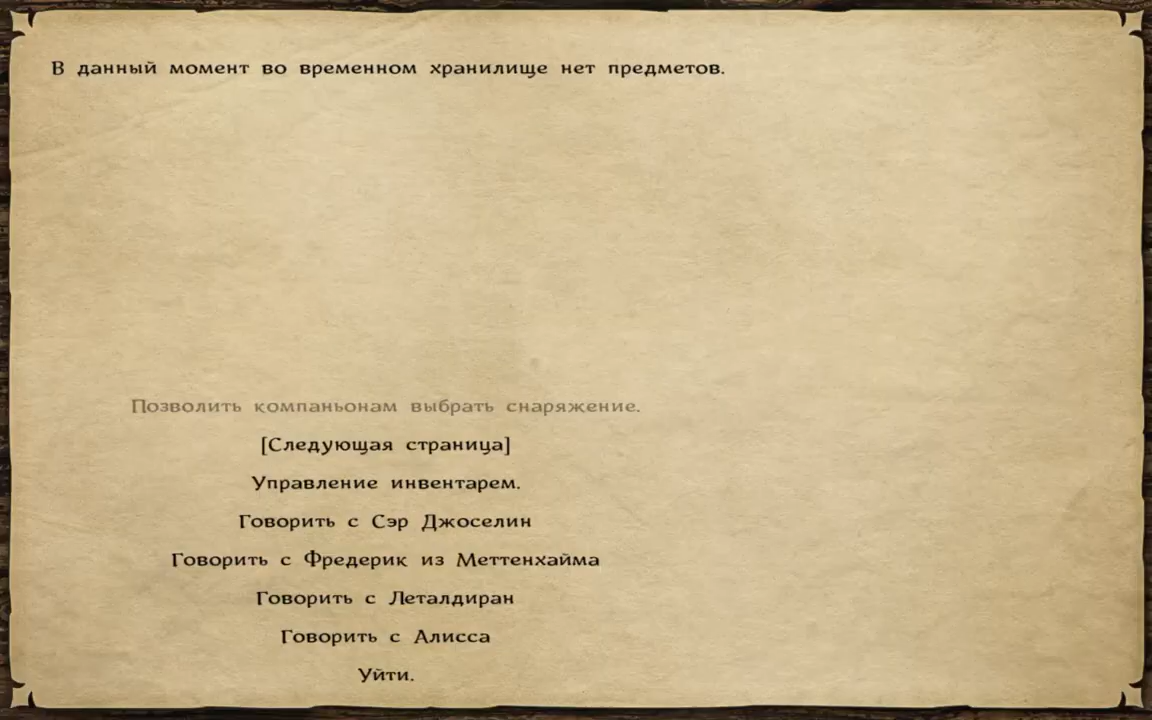 В данный момент во временном хранилище нет предметов.
Позволить компаньонам выбрать снаряжение.
[Следующая страница]
Управление инвентарем.
Говорить с Сэр Джоселин
Говорить с Фредерик из Меттенхайма
Говорить с Леталдиран
Говорить с Алисса
Уйти.